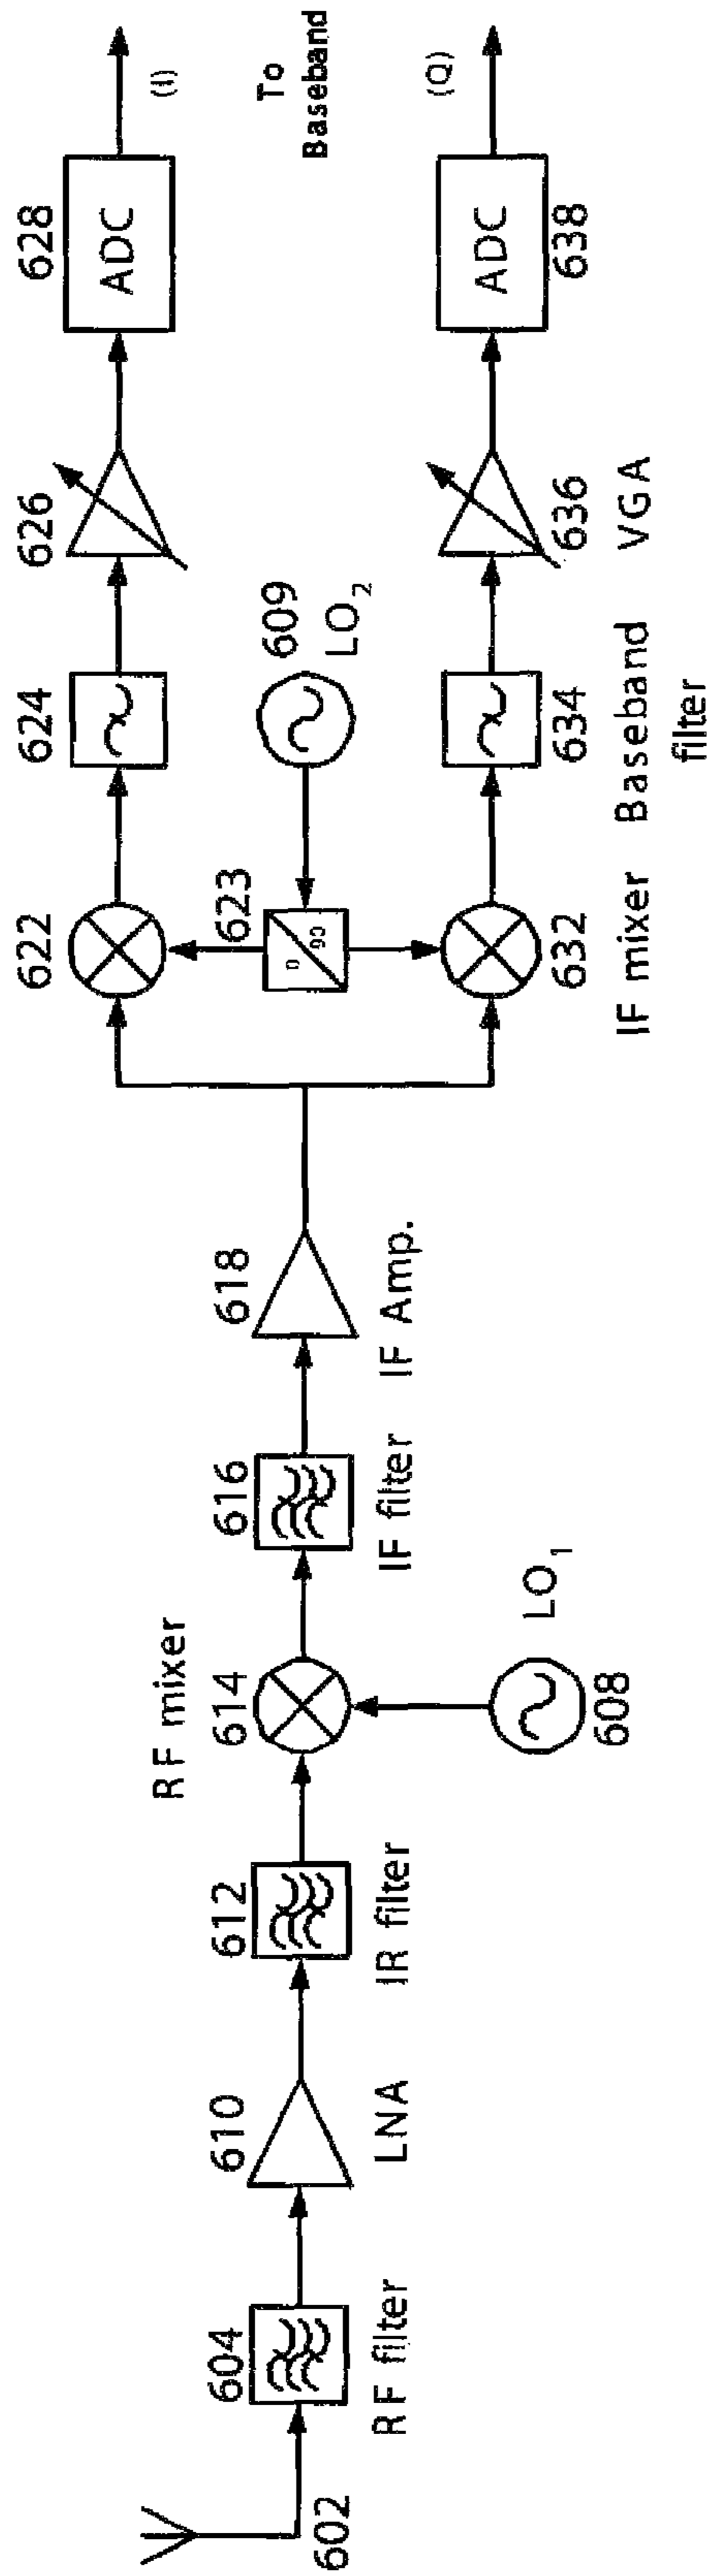 602
604
RF filter
610
LNA
612
IR filter
RF mixer
614
LO1
608
616
IF filter
618
IF Amp.
622
623
0
90
632
IF mixer
609
LO2
624
634
Baseband
filter
626
636
VGA
628
ADC
ADC
638
(I)
To
Baseband
(Q)